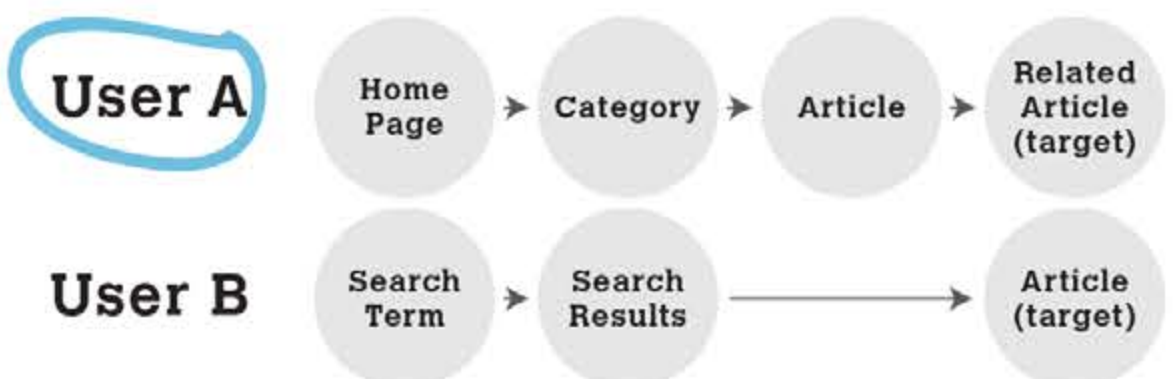 User A
Home
Page
Category
Article
Related
Article
(target)
User B
Search
Term
Search
Results
Article
(target)